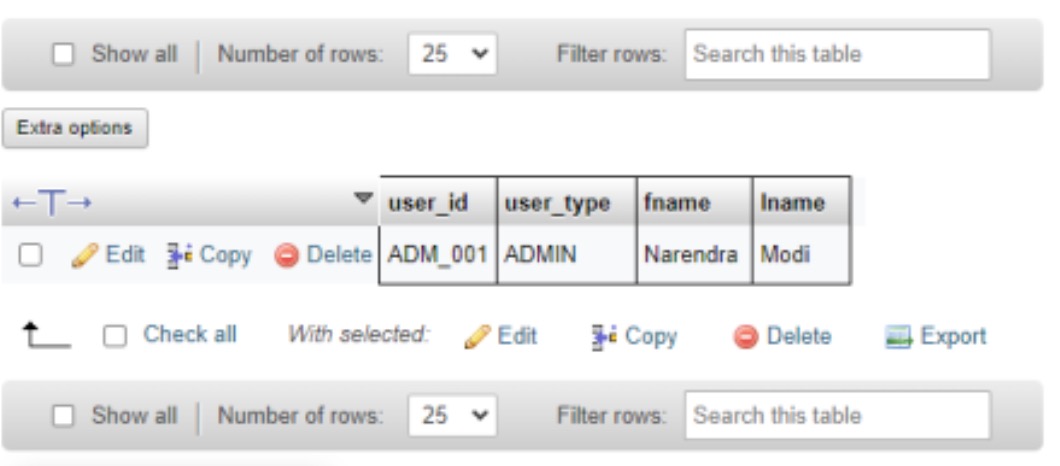 Show all Number of rows: 25 Filter rows: Search this table
Extra options
user_id user_type fname lname
Edit Copy Delete ADM_001 ADMIN Narendra Modi
Check all With selected: Edit Copy Delete Export
Show all Number of rows: 25 Filter rows: Search this table